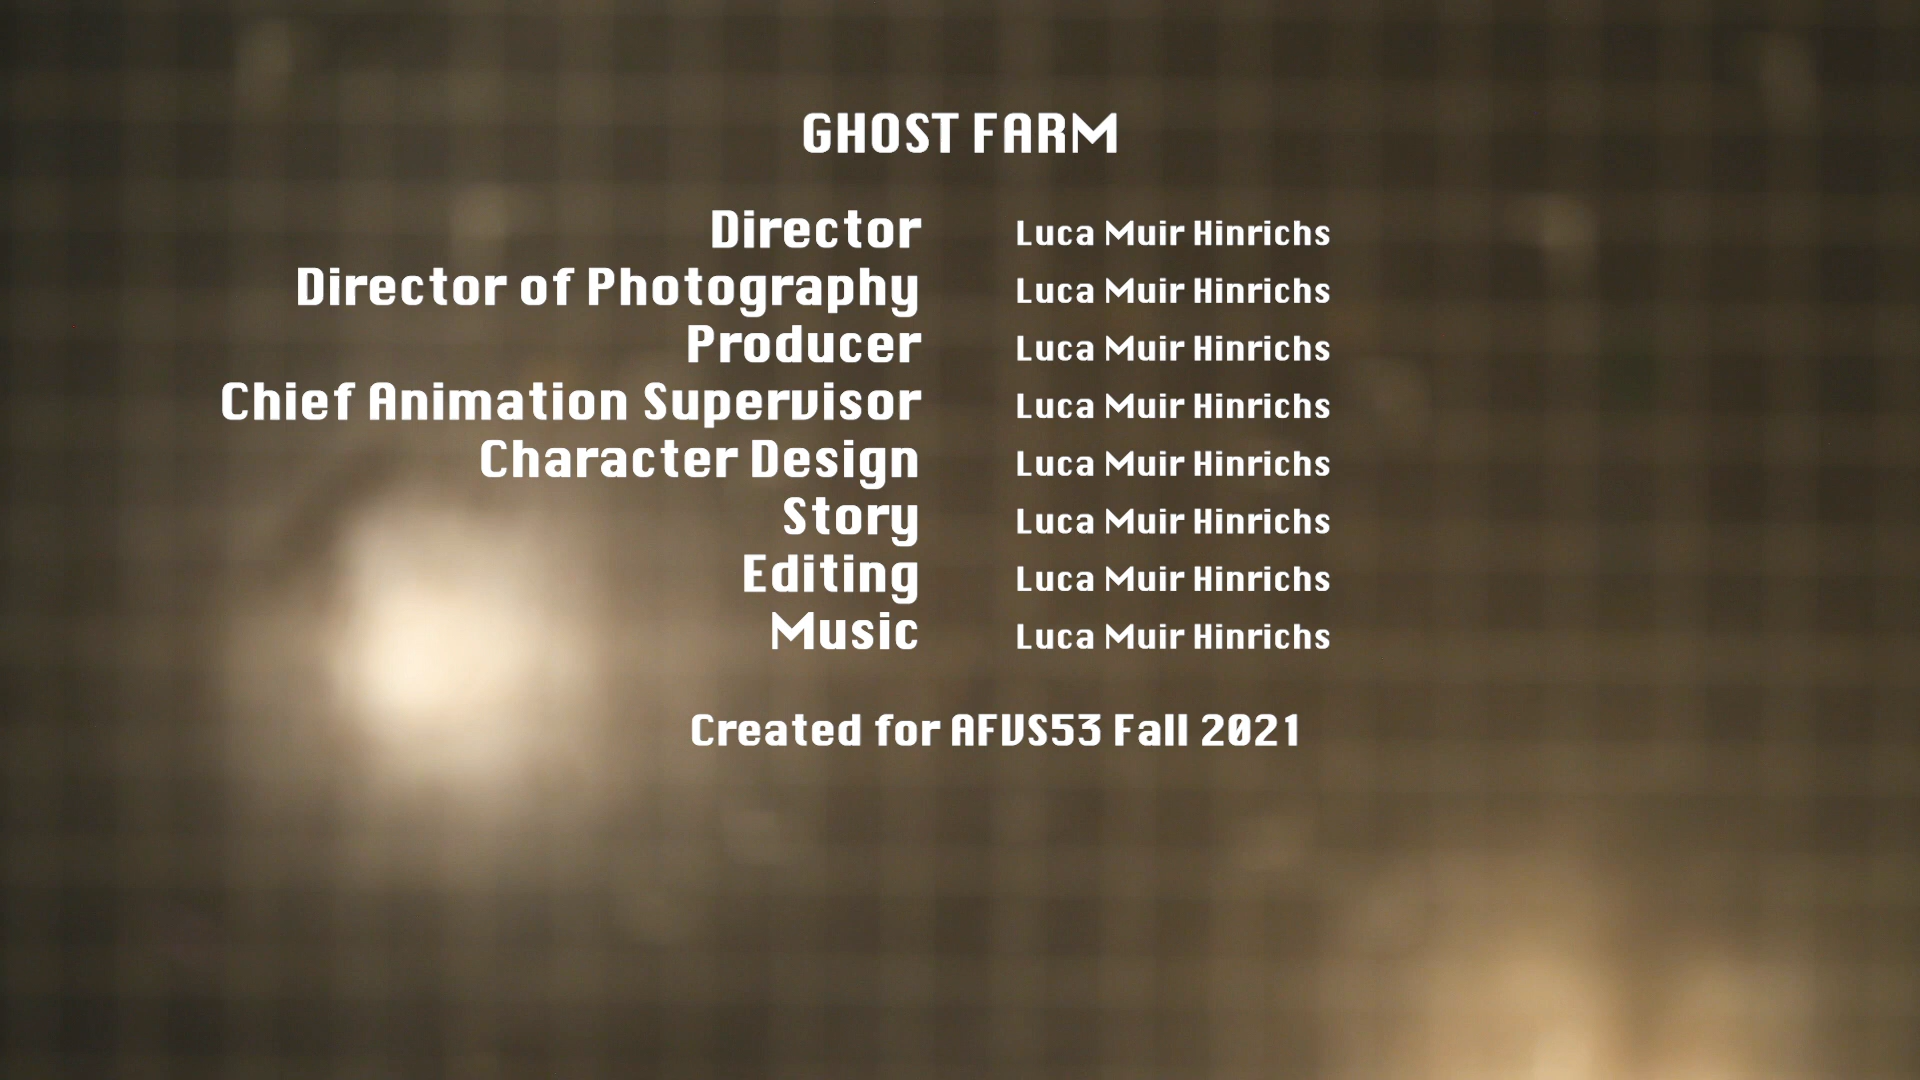 GHOST FARM
Director Luca Muir Hinrichs
Director of Photography Luca Muir Hinrichs
Producer Luca Muir Hinrichs
Chief Animation Supervisor Luca Muir Hinrichs
Character Design Luca Muir Hinrichs
Story Luca Muir Hinrichs
Editing Luca Muir Hinrichs
Music Luca Muir Hinrichs
Created for AFVS53 Fall 2021